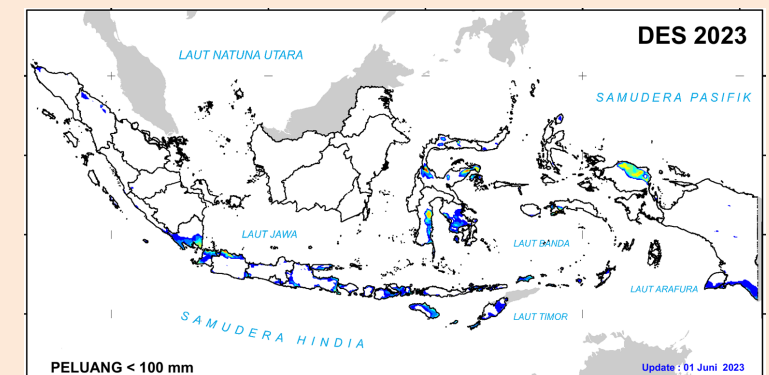 DES 2023
LAUT NATUNA UTARA
SAMUDERA PASIFIK
LAUT JAWA
LAUT BANDA
LAUT ARAFURA
SAMUDERA HINDIA
LAUT TIMOR
PELUANG < 100 mm
Update : 01 Juni 2023